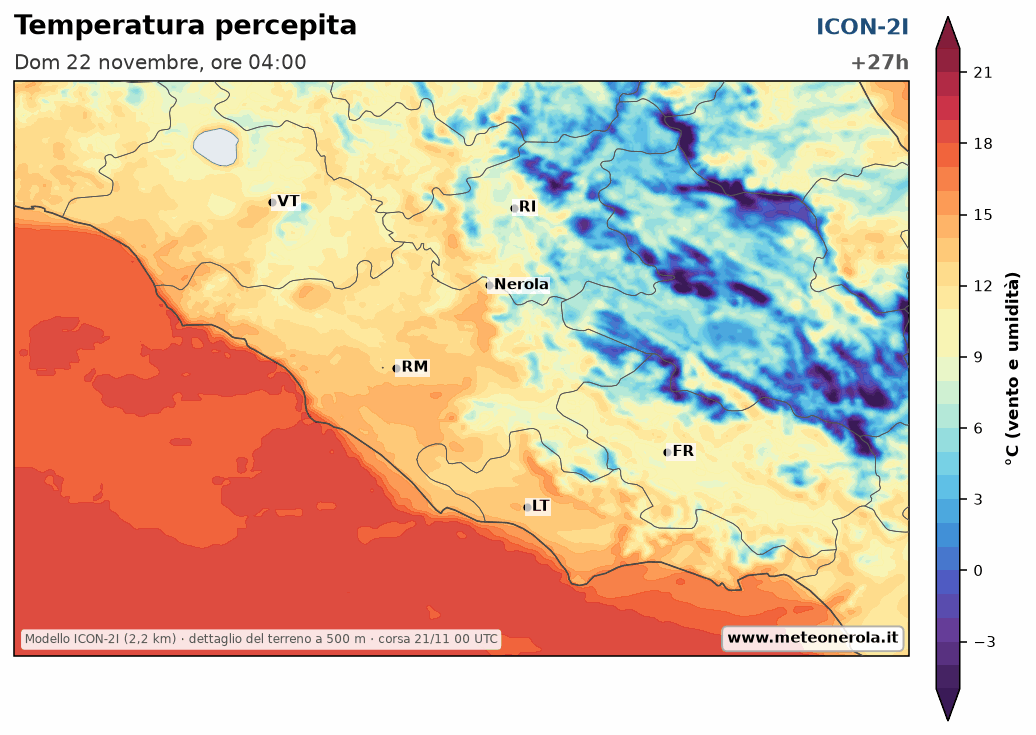 Temperatura percepita
ICON-2I
Dom 22 novembre, ore 04:00
+27h
VT
RI
Nerola
RM
FR
LT
Modello ICON-2I (2,2 km) · dettaglio del terreno a 500 m · corsa 21/11 00 UTC
www.meteonerola.it
21
18
15
12
9
6
3
0
−3
°C (vento e umidità)